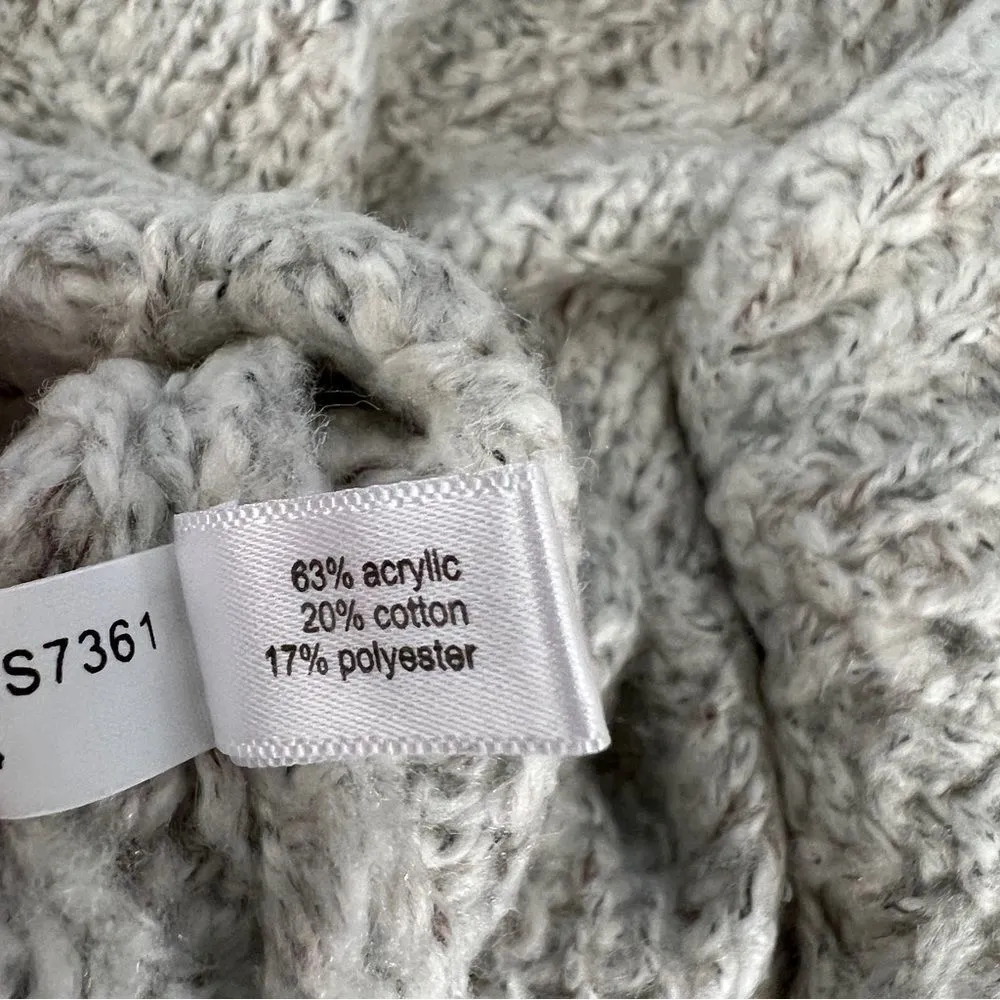 S7361
63% acrylic
20% cotton
17% polyester